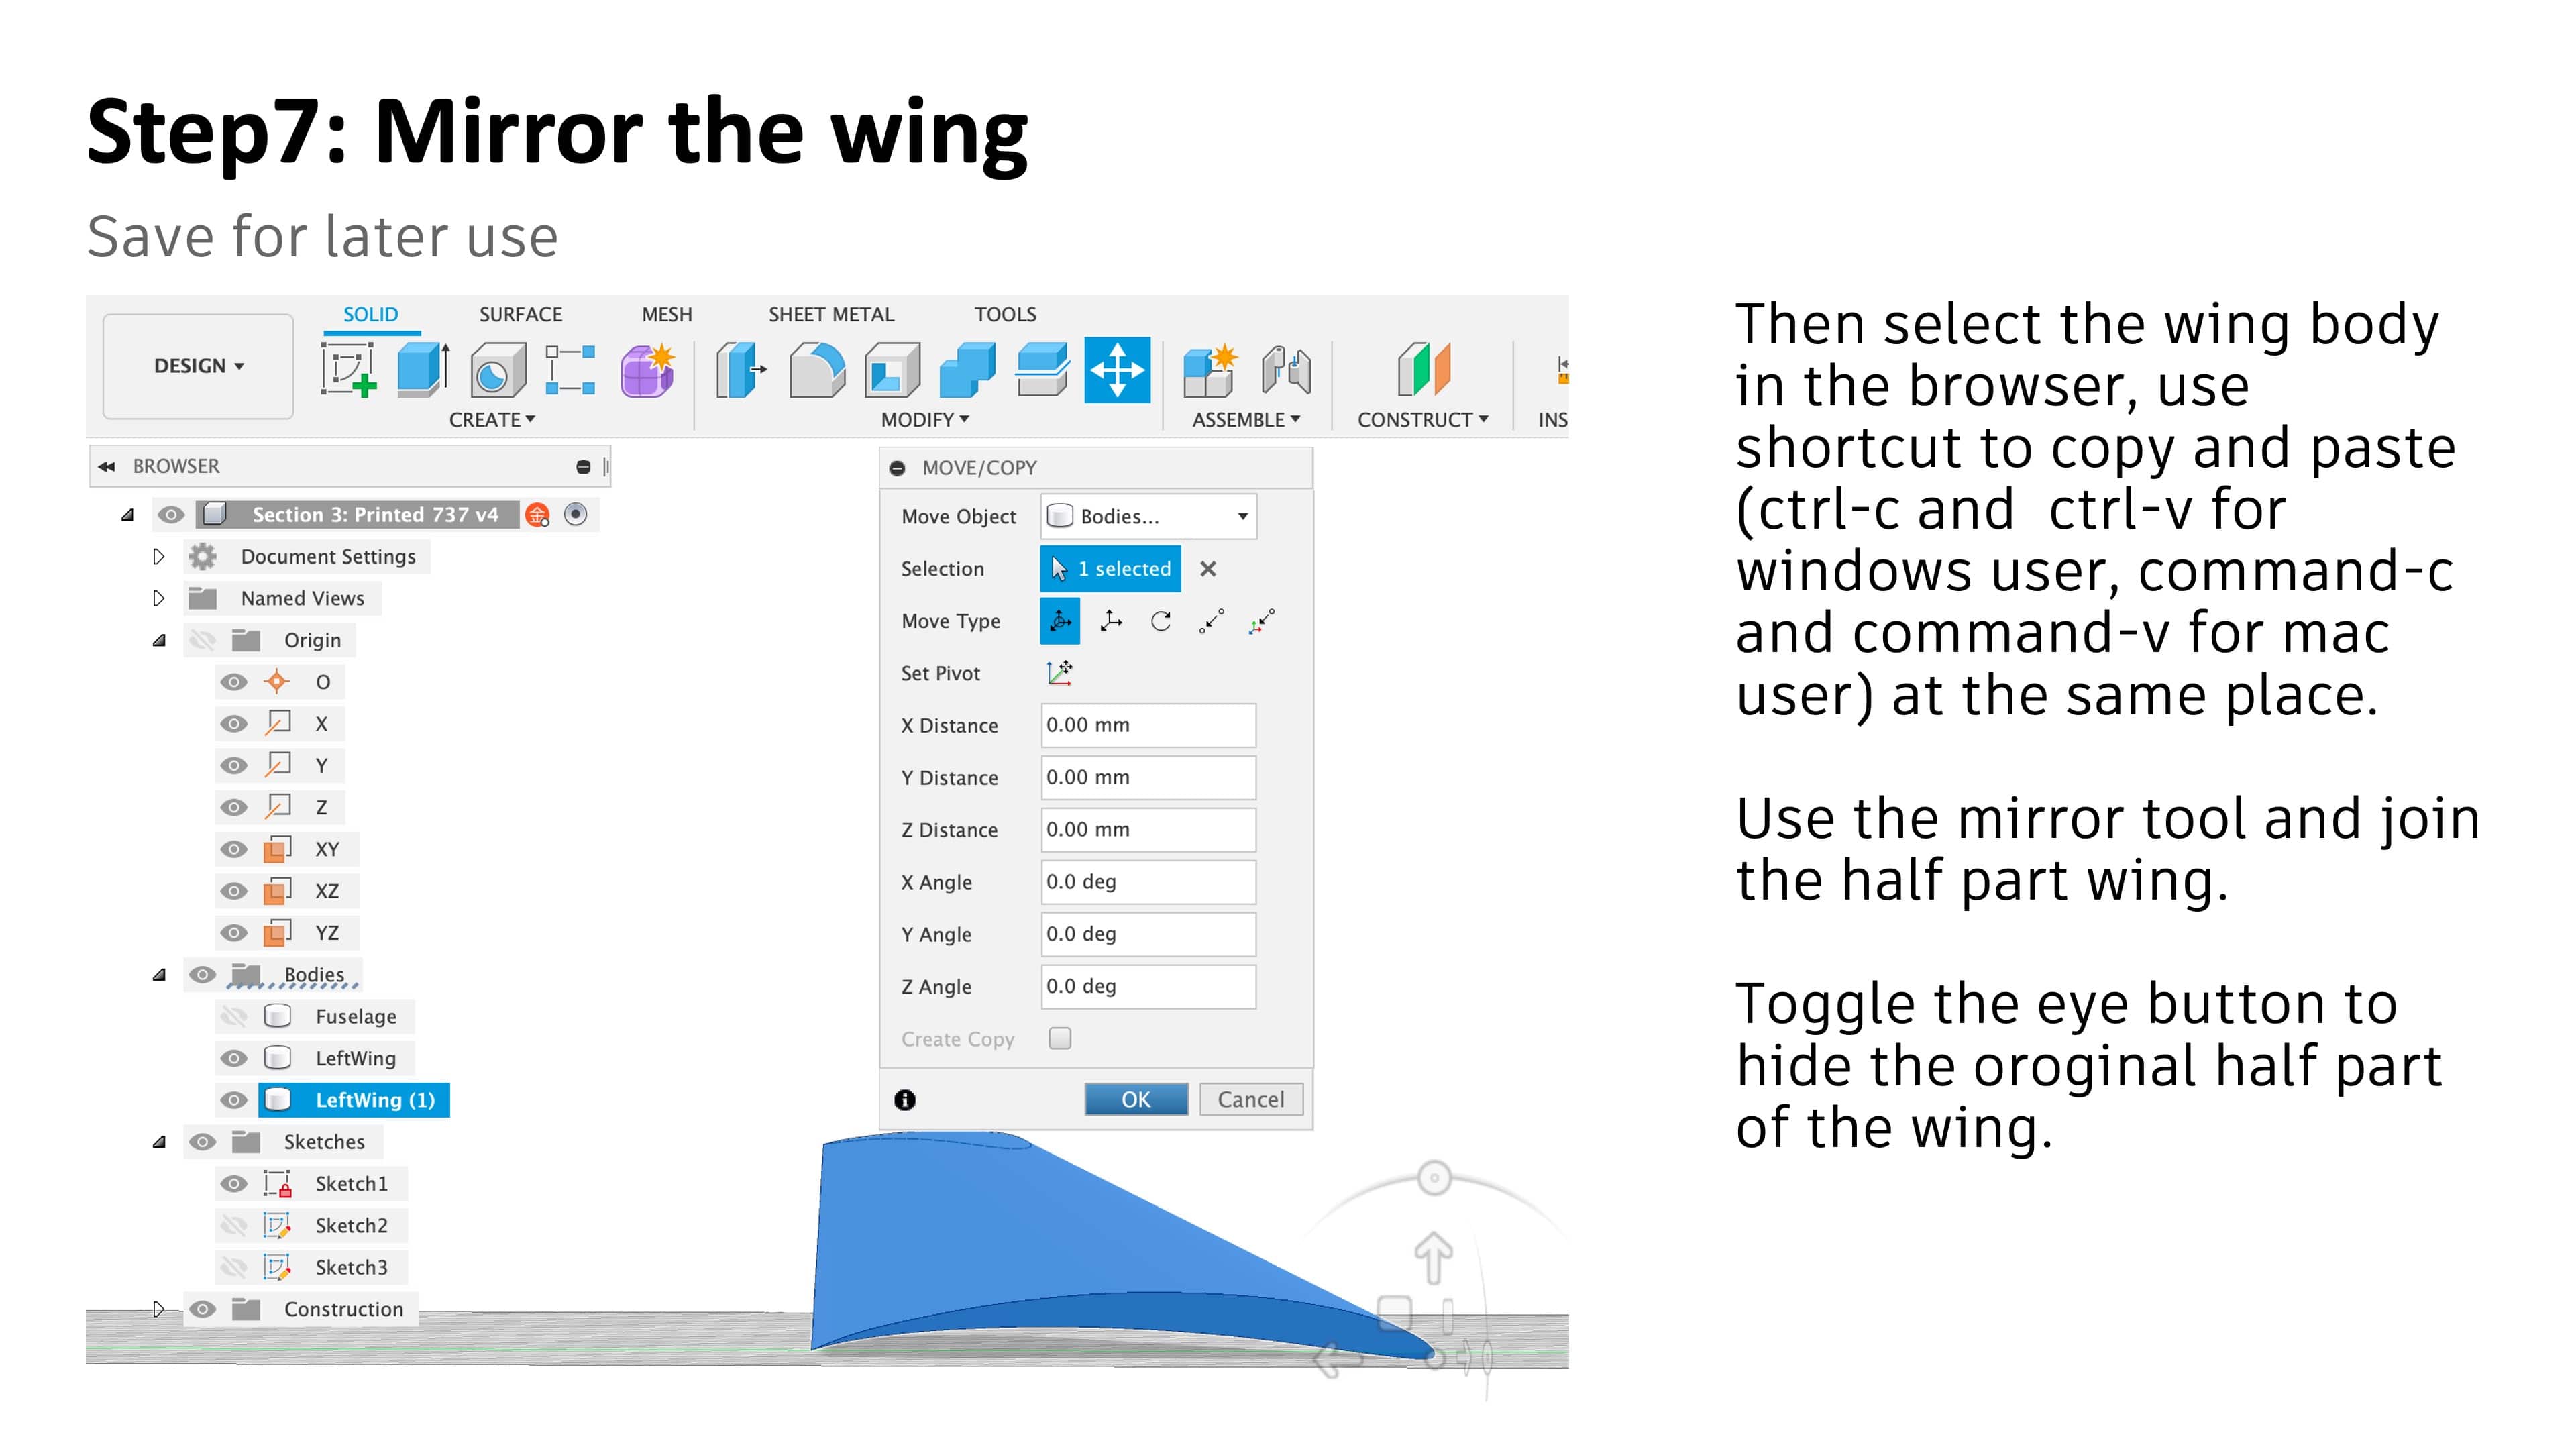 Step7: Mirror the wing
Save for later use
SOLID SURFACE MESH SHEET METAL TOOLS
DESIGN
CREATE MODIFY ASSEMBLE CONSTRUCT INS
BROWSER
Section 3: Printed 737 v4 金
Document Settings
Named Views
Origin
O
X
Y
Z
XY
XZ
YZ
Bodies
Fuselage
LeftWing
LeftWing (1)
Sketches
Sketch1
Sketch2
Sketch3
Construction
MOVE/COPY
Move Object Bodies...
Selection 1 selected
Move Type
Set Pivot
X Distance 0.00 mm
Y Distance 0.00 mm
Z Distance 0.00 mm
X Angle 0.0 deg
Y Angle 0.0 deg
Z Angle 0.0 deg
Create Copy
OK Cancel
Then select the wing body
in the browser, use
shortcut to copy and paste
(ctrl-c and  ctrl-v for
windows user, command-c
and command-v for mac
user) at the same place.
Use the mirror tool and join
the half part wing.
Toggle the eye button to
hide the oroginal half part
of the wing.